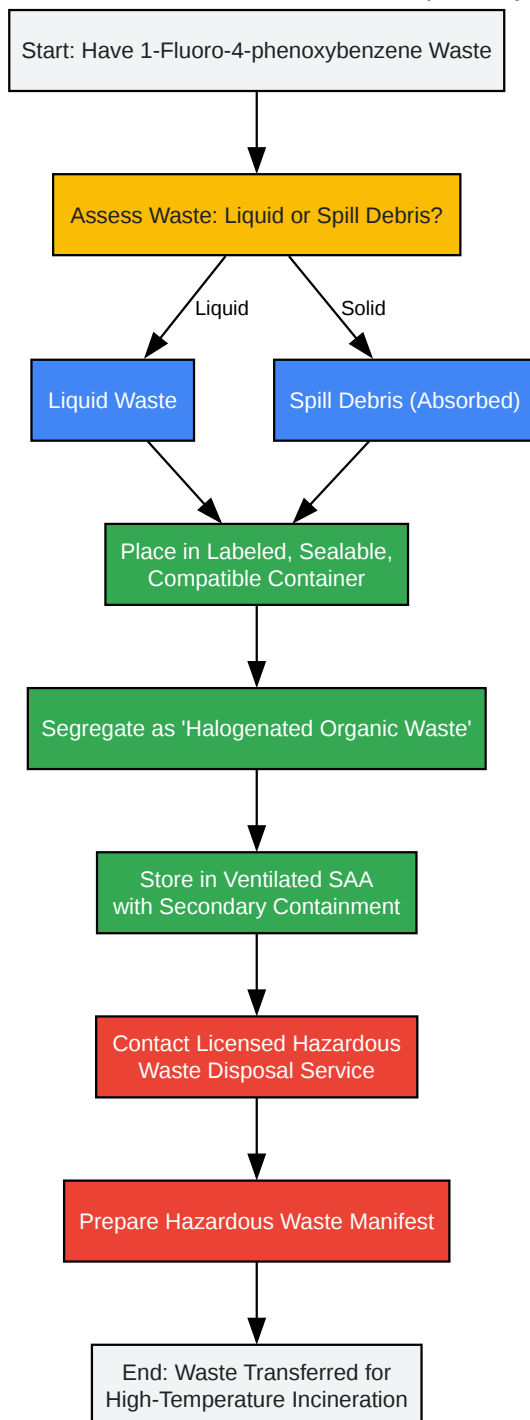 Start: Have 1-Fluoro-4-phenoxybenzene Waste
Assess Waste: Liquid or Spill Debris?
Liquid
Solid
Liquid Waste
Spill Debris (Absorbed)
Place in Labeled, Sealable,
Compatible Container
Segregate as 'Halogenated Organic Waste'
Store in Ventilated SAA
with Secondary Containment
Contact Licensed Hazardous
Waste Disposal Service
Prepare Hazardous Waste Manifest
End: Waste Transferred for
High-Temperature Incineration